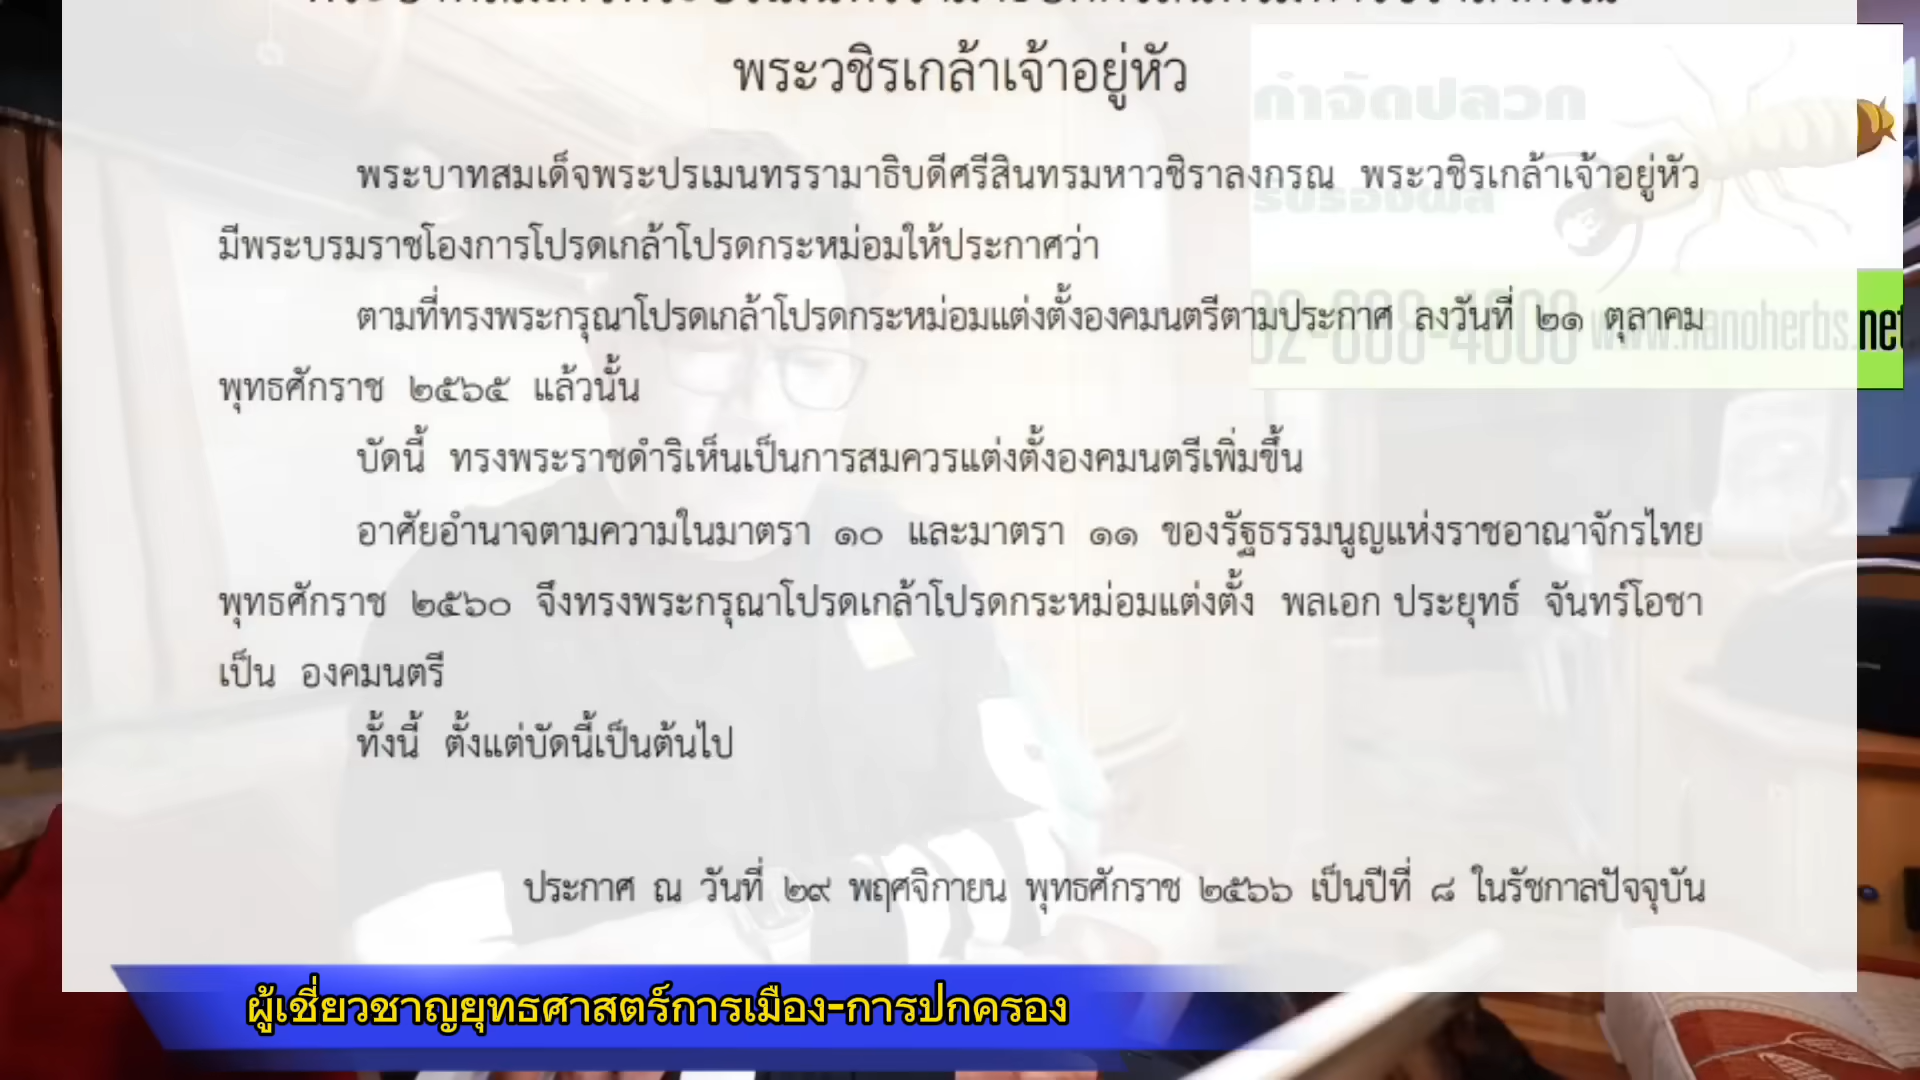 พระวชิรเกล้าเจ้าอยู่หัว
กำจัดปลวก
พระบาทสมเด็จพระปรเมนทรรามาธิบดีศรีสินทรมหาวชิราลงกรณ พระวชิรเกล้าเจ้าอยู่หัว
มีพระบรมราชโองการโปรดเกล้าโปรดกระหม่อมให้ประกาศว่า
ตามที่ทรงพระกรุณาโปรดเกล้าโปรดกระหม่อมแต่งตั้งองคมนตรีตามประกาศ ลงวันที่ ๒๑ ตุลาคม
www.nanoherbs.net
พุทธศักราช ๒๕๖๕ แล้วนั้น
บัดนี้ ทรงพระราชดำริเห็นเป็นการสมควรแต่งตั้งองคมนตรีเพิ่มขึ้น
อาศัยอำนาจตามความในมาตรา ๑๐ และมาตรา ๑๑ ของรัฐธรรมนูญแห่งราชอาณาจักรไทย
พุทธศักราช ๒๕๖๐ จึงทรงพระกรุณาโปรดเกล้าโปรดกระหม่อมแต่งตั้ง พลเอก ประยุทธ์ จันทร์โอชา
เป็น องคมนตรี
ทั้งนี้ ตั้งแต่บัดนี้เป็นต้นไป
ประกาศ ณ วันที่ ๒๙ พฤศจิกายน พุทธศักราช ๒๕๖๖ เป็นปีที่ ๘ ในรัชกาลปัจจุบัน
ผู้เชี่ยวชาญยุทธศาสตร์การเมือง-การปกครอง